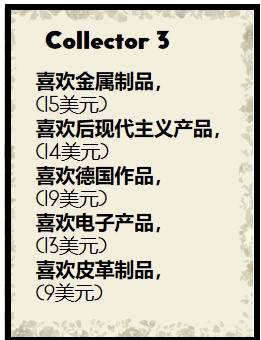 Collector 3
喜欢金属制品，
(15美元)
喜欢后现代主义产品，
(14美元)
喜欢德国作品，
(19美元)
喜欢电子产品，
(13美元)
喜欢皮革制品，
(9美元)